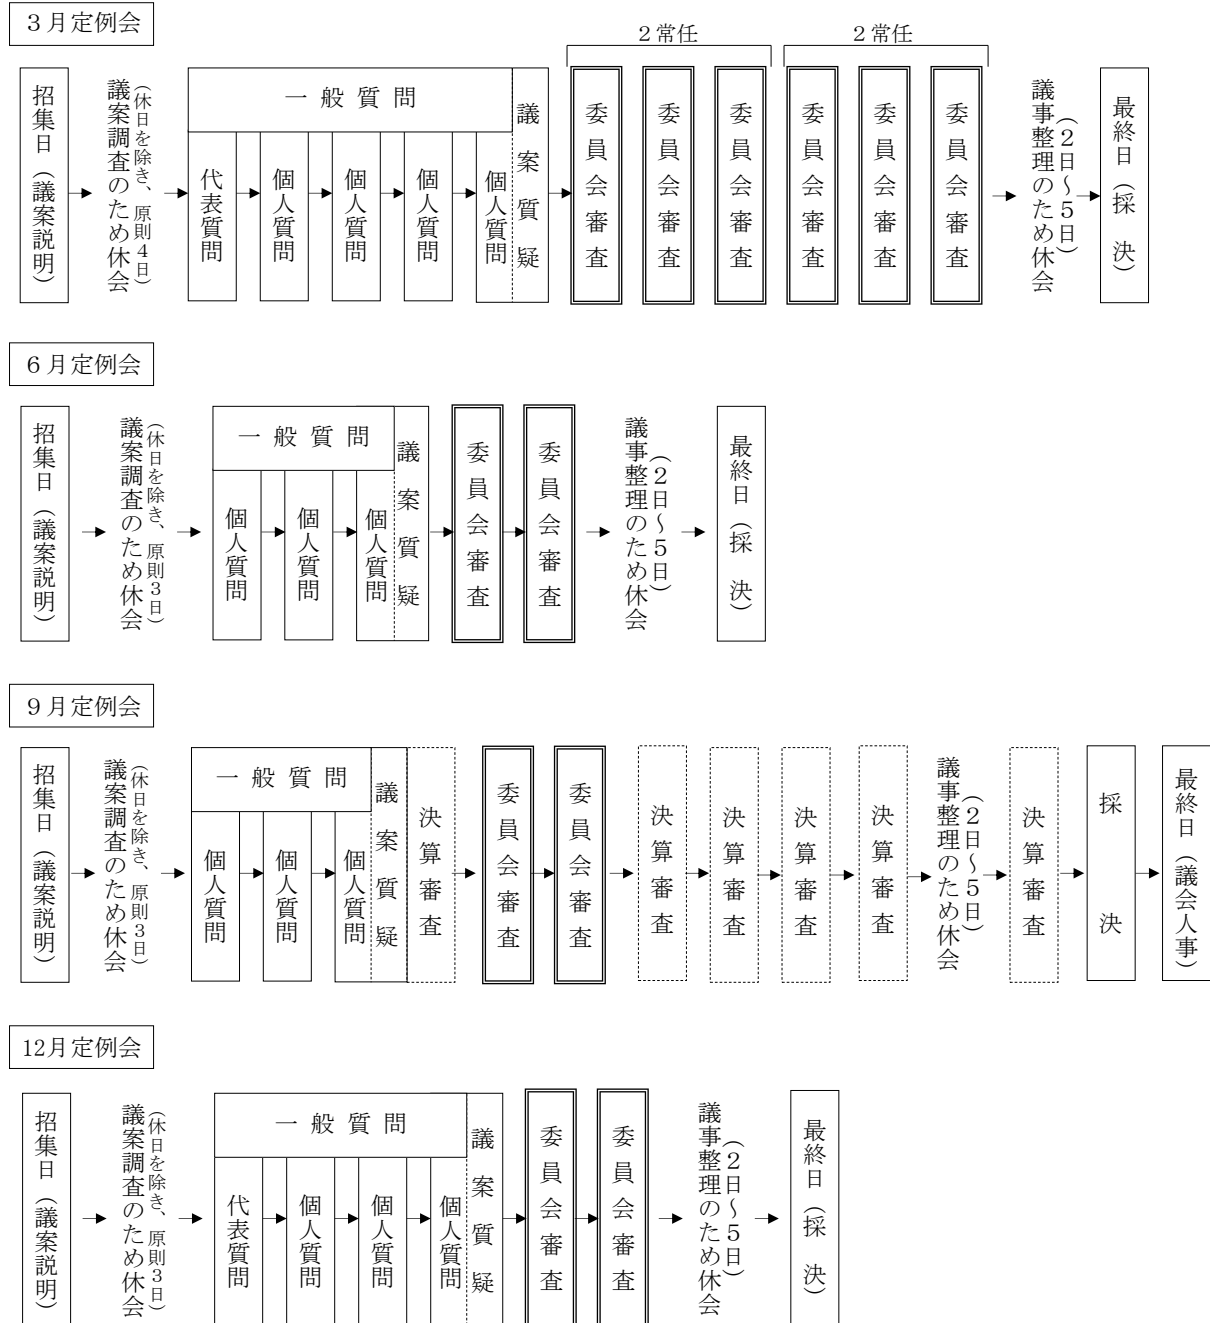 ３月定例会
２常任
２常任
招集日（議案説明）
議案調査のため休会
（休日を除き、原則４日）
一般質問
代表質問
個人質問
個人質問
個人質問
個人質問
議案質疑
委員会審査
委員会審査
委員会審査
委員会審査
委員会審査
委員会審査
議事整理のため休会
（２日～５日）
最終日（採決）
６月定例会
招集日（議案説明）
議案調査のため休会
（休日を除き、原則３日）
一般質問
個人質問
個人質問
個人質問
議案質疑
委員会審査
委員会審査
議事整理のため休会
（２日～５日）
最終日（採決）
９月定例会
招集日（議案説明）
議案調査のため休会
（休日を除き、原則３日）
一般質問
個人質問
個人質問
個人質問
議案質疑
決算審査
委員会審査
委員会審査
決算審査
決算審査
決算審査
決算審査
議事整理のため休会
（２日～５日）
決算審査
採決
最終日（議会人事）
12月定例会
招集日（議案説明）
議案調査のため休会
（休日を除き、原則３日）
一般質問
代表質問
個人質問
個人質問
個人質問
議案質疑
委員会審査
委員会審査
議事整理のため休会
（２日～５日）
最終日（採決）